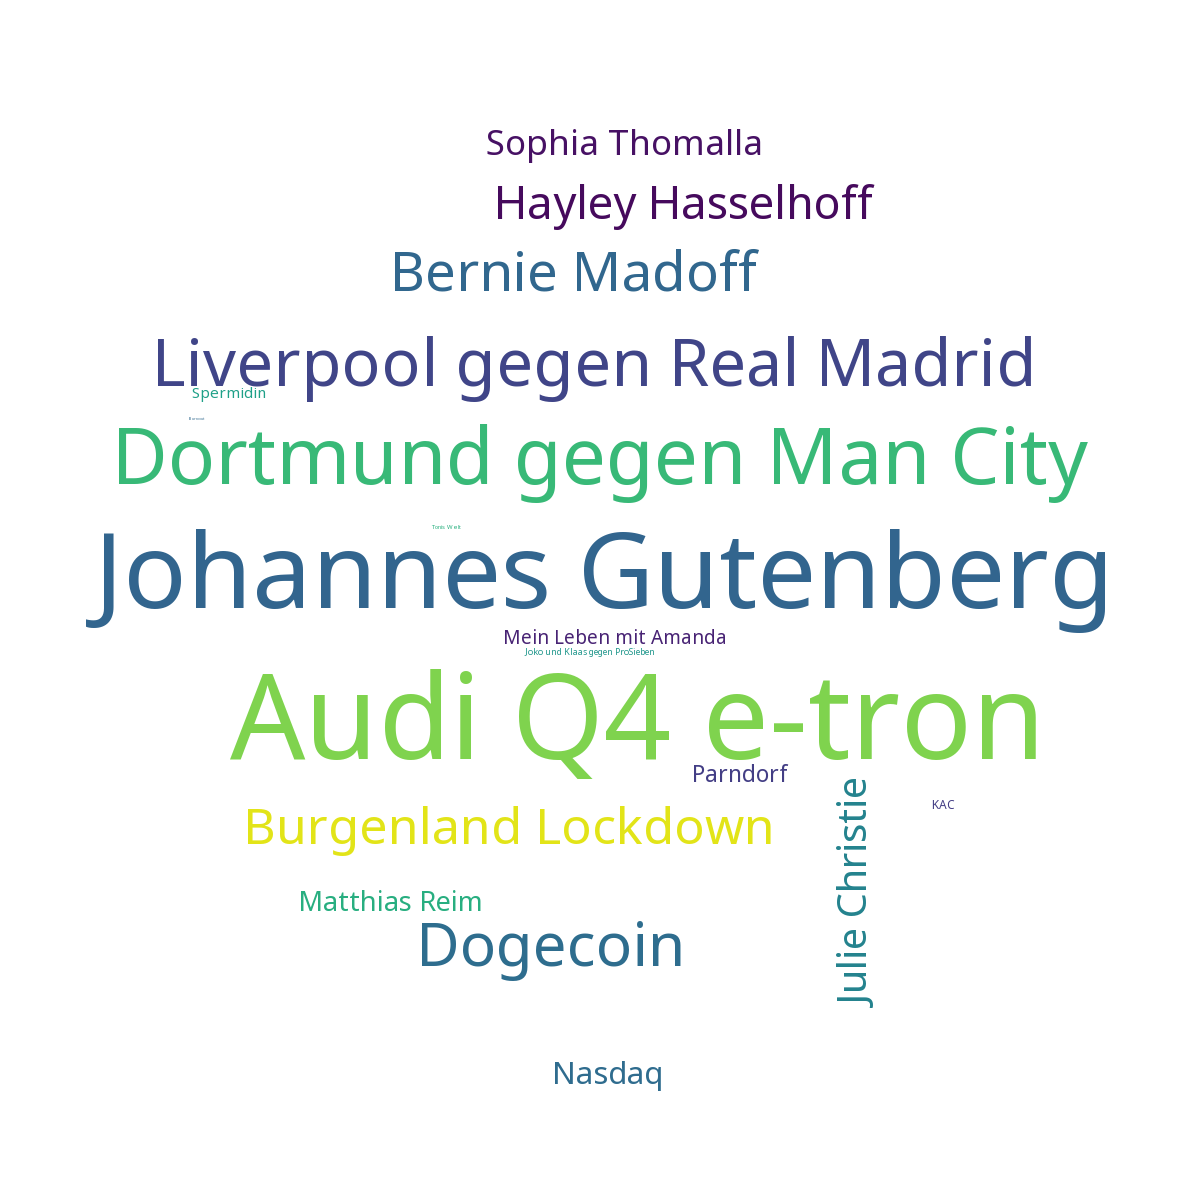 Sophia Thomalla
Hayley Hasselhoff
Bernie Madoff
Liverpool gegen Real Madrid
Spermidin
Dortmund gegen Man City
Tonis Welt
Johannes Gutenberg
Mein Leben mit Amanda
Joko und Klaas gegen ProSieben
Audi Q4 e-tron
Parndorf
KAC
Burgenland Lockdown
Julie Christie
Matthias Reim
Dogecoin
Nasdaq